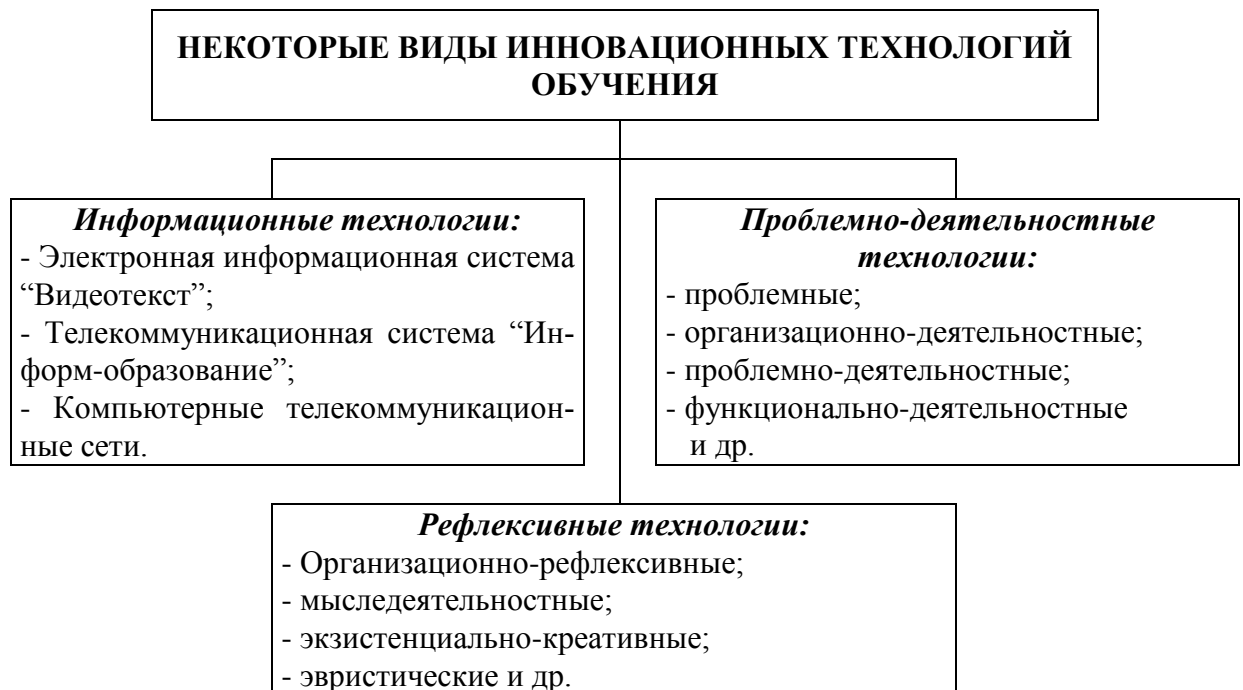 НЕКОТОРЫЕ ВИДЫ ИННОВАЦИОННЫХ ТЕХНОЛОГИЙ
ОБУЧЕНИЯ
Информационные технологии:
- Электронная информационная система
“Видеотекст”;
- Телекоммуникационная система “Ин-
форм-образование”;
- Компьютерные телекоммуникацион-
ные сети.
Проблемно-деятельностные
технологии:
- проблемные;
- организационно-деятельностные;
- проблемно-деятельностные;
- функционально-деятельностные
и др.
Рефлексивные технологии:
- Организационно-рефлексивные;
- мыследеятельностные;
- экзистенциально-креативные;
- эвристические и др.